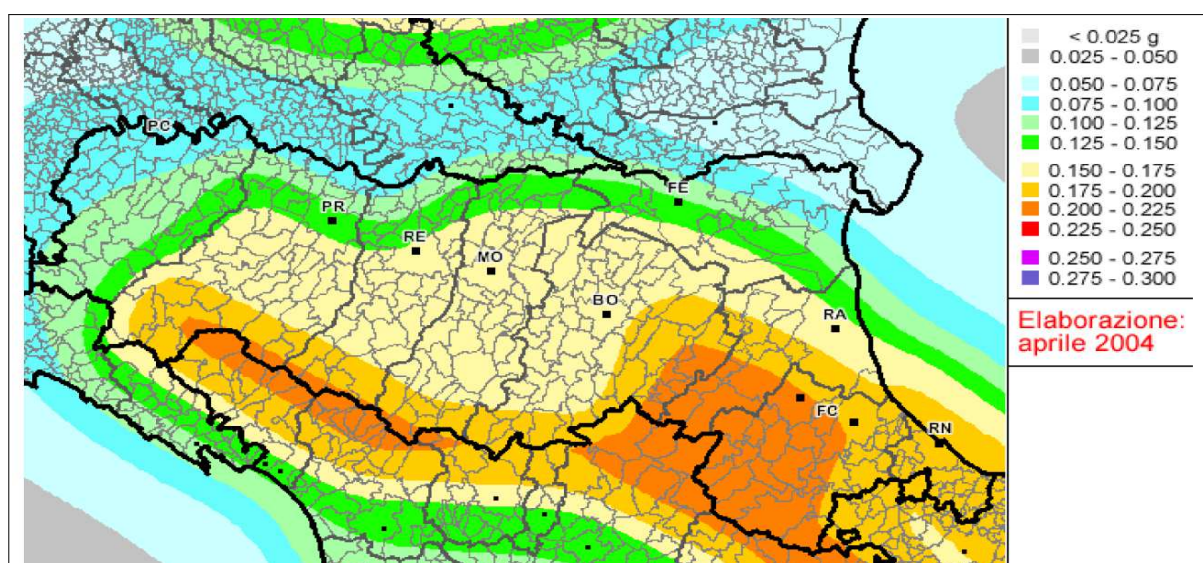 < 0.025 g
0.025 - 0.050
0.050 - 0.075
0.075 - 0.100
0.100 - 0.125
0.125 - 0.150
0.150 - 0.175
0.175 - 0.200
0.200 - 0.225
0.225 - 0.250
0.250 - 0.275
0.275 - 0.300
Elaborazione:
aprile 2004
PC
PR
RE
MO
FE
BO
RA
FC
RN